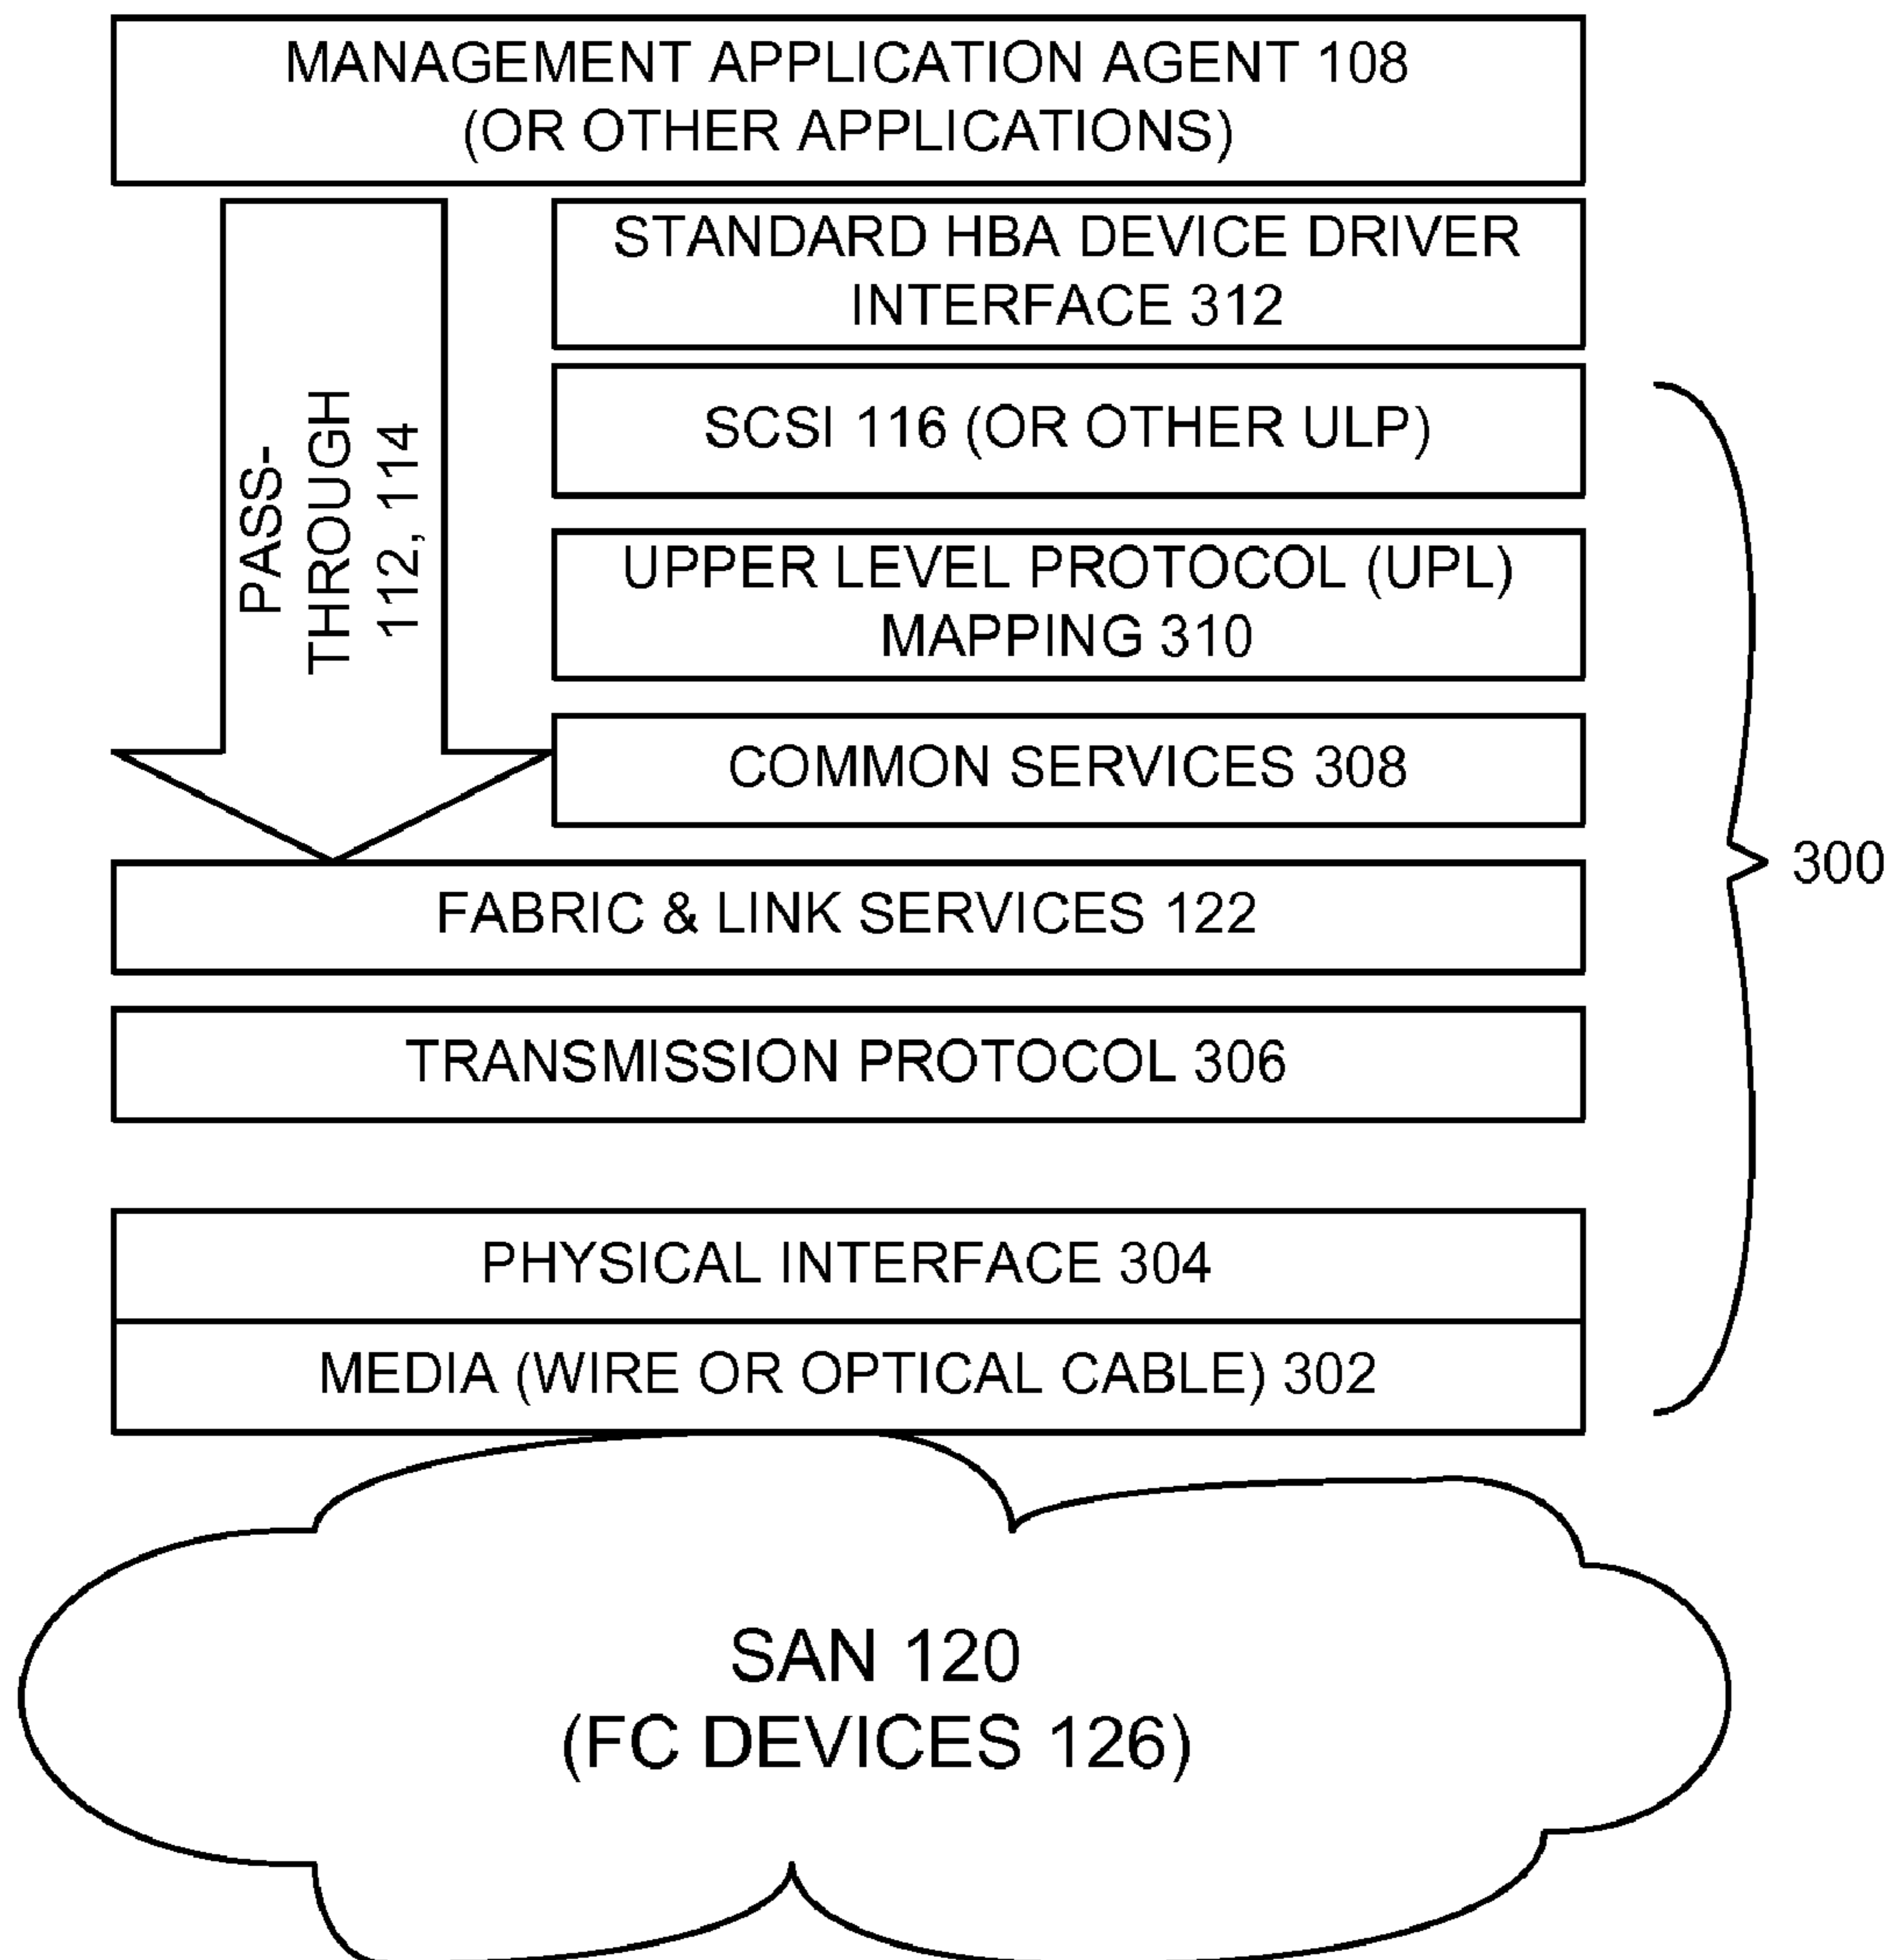 MANAGEMENT APPLICATION AGENT 108
(OR OTHER APPLICATIONS)
STANDARD HBA DEVICE DRIVER
INTERFACE 312
PASS-
THROUGH
112, 114
SCSI 116 (OR OTHER ULP)
UPPER LEVEL PROTOCOL (UPL)
MAPPING 310
COMMON SERVICES 308
300
FABRIC & LINK SERVICES 122
TRANSMISSION PROTOCOL 306
PHYSICAL INTERFACE 304
MEDIA (WIRE OR OPTICAL CABLE) 302
SAN 120
(FC DEVICES 126)